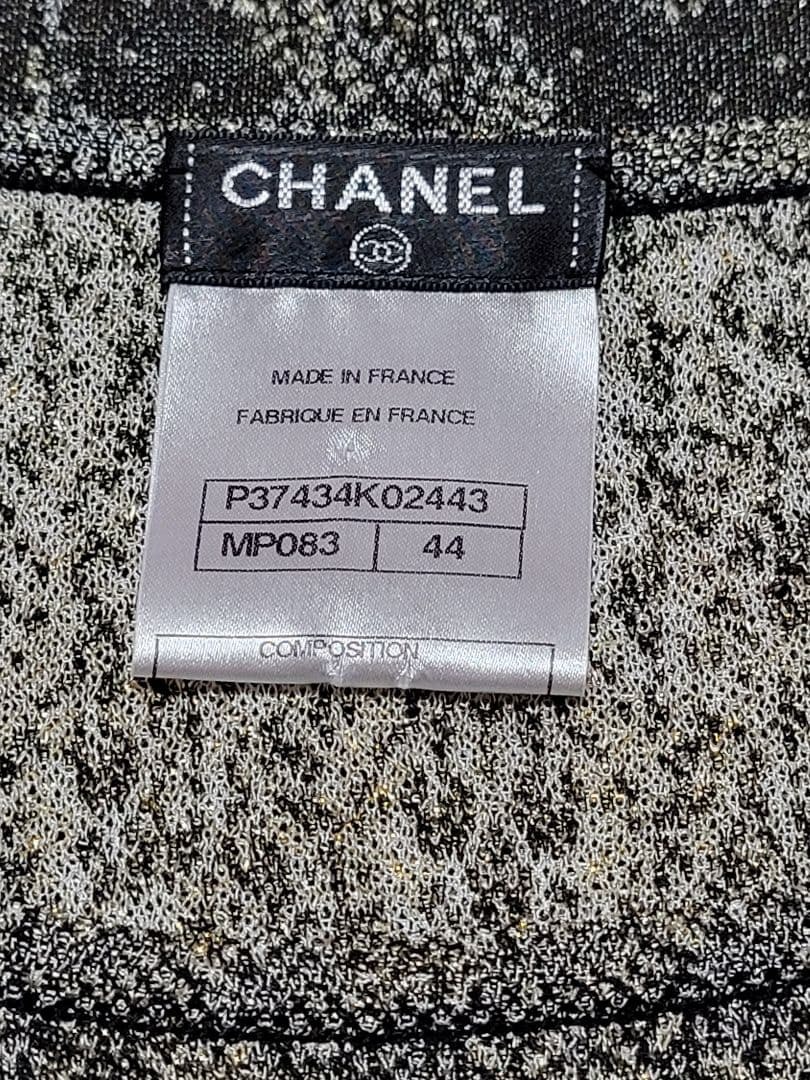 CHANEL
MADE IN FRANCE
FABRIQUE EN FRANCE
P37434K02443
MP083 44
COMPOSITION